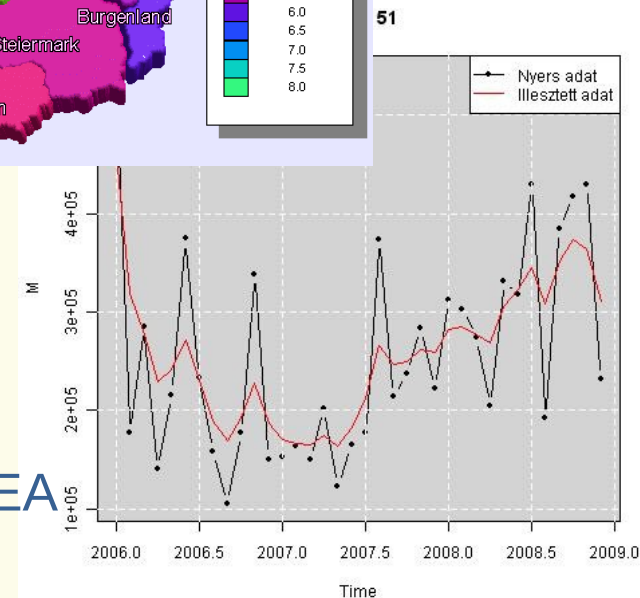 Burgenland
Steiermark
6.0
6.5
7.0
7.5
8.0
51
Nyers adat
Illesztett adat
4e+05
3e+05
2e+05
1e+05
M
EA
2006.0 2006.5 2007.0 2007.5 2008.0 2008.5 2009.0
Time